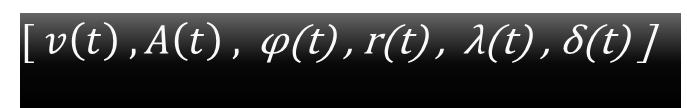 [ v(t) , A(t) , φ(t) , r(t) , λ(t) , δ(t) ]